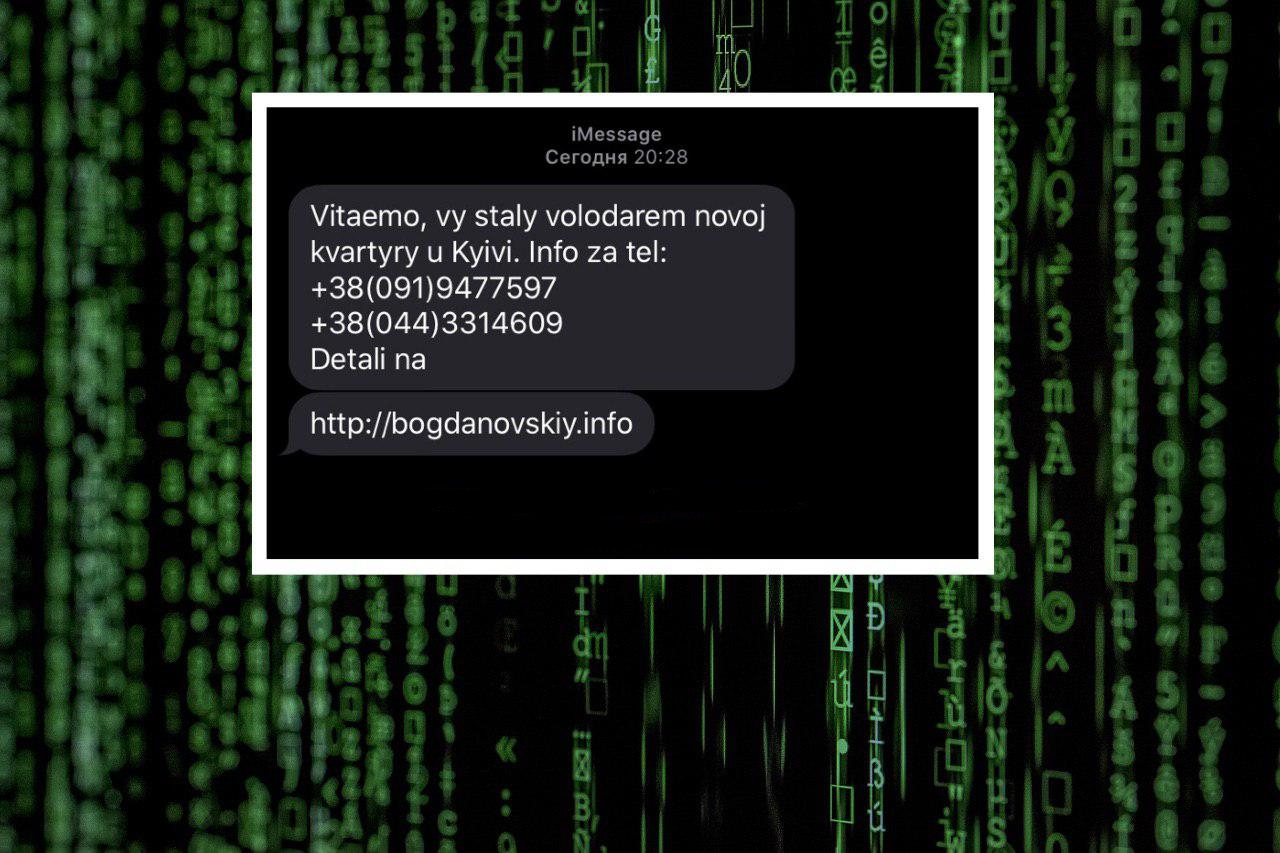 iMessage
Сегодня 20:28
Vitaemo, vy staly volodarem novoj
kvartyry u Kyivi. Info za tel:
+38(091)9477597
+38(044)3314609
Detali na
http://bogdanovskiy.info